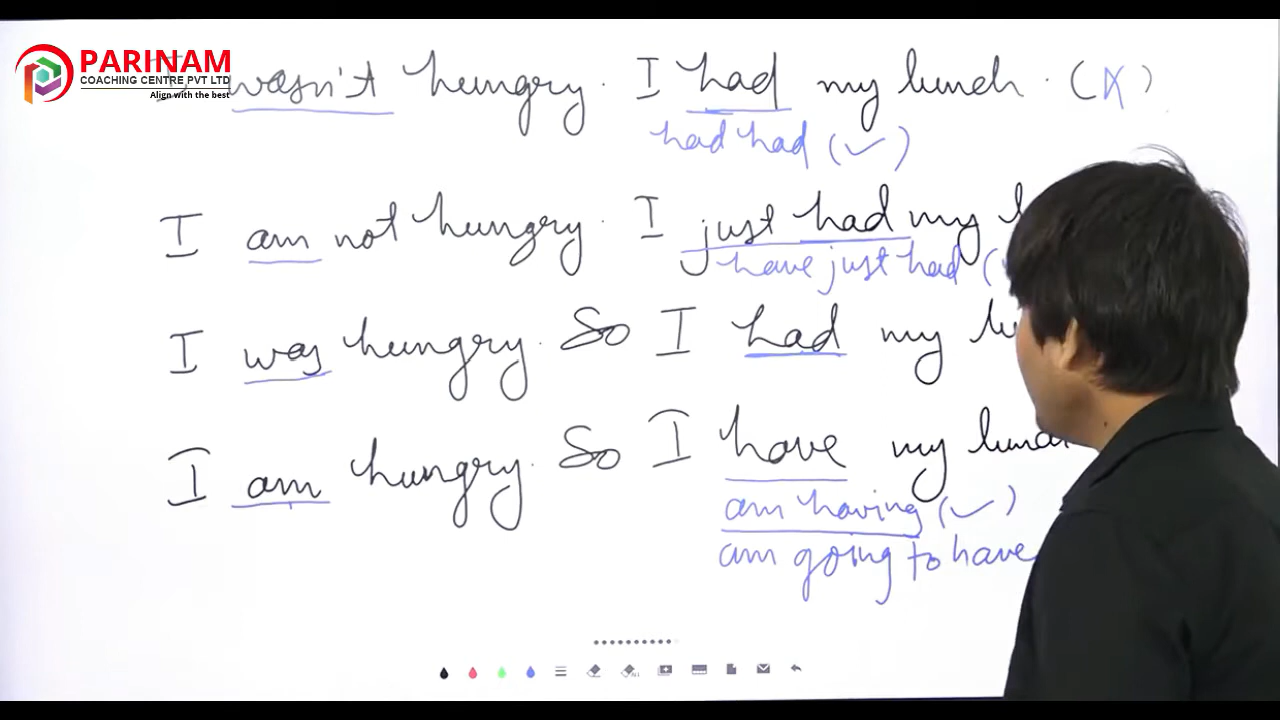 PARINAM
COACHING CENTRE PVT LTD
Align with the best
wasn't hungry. I had my lunch. (X)
had had (✓)
I am not hungry. I just had my
have just had (
I was hungry. So I had my
I am hungry. So I have my lunch
am having (✓)
am going to have
ALL